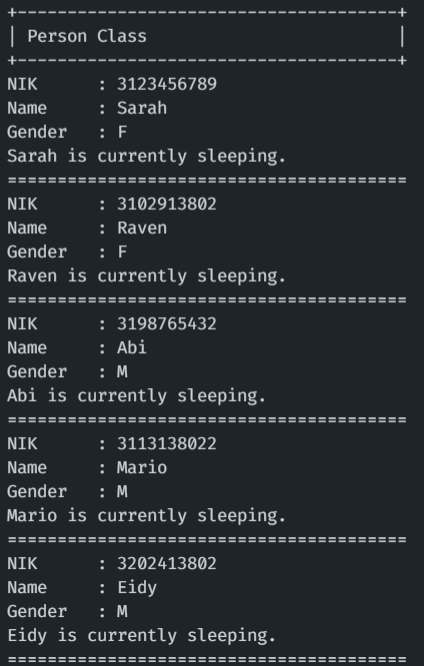 +-------------------------------------+
| Person Class                        |
+-------------------------------------+
NIK      : 3123456789
Name     : Sarah
Gender   : F
Sarah is currently sleeping.
=======================================
NIK      : 3102913802
Name     : Raven
Gender   : F
Raven is currently sleeping.
=======================================
NIK      : 3198765432
Name     : Abi
Gender   : M
Abi is currently sleeping.
=======================================
NIK      : 3113138022
Name     : Mario
Gender   : M
Mario is currently sleeping.
=======================================
NIK      : 3202413802
Name     : Eidy
Gender   : M
Eidy is currently sleeping.
=======================================